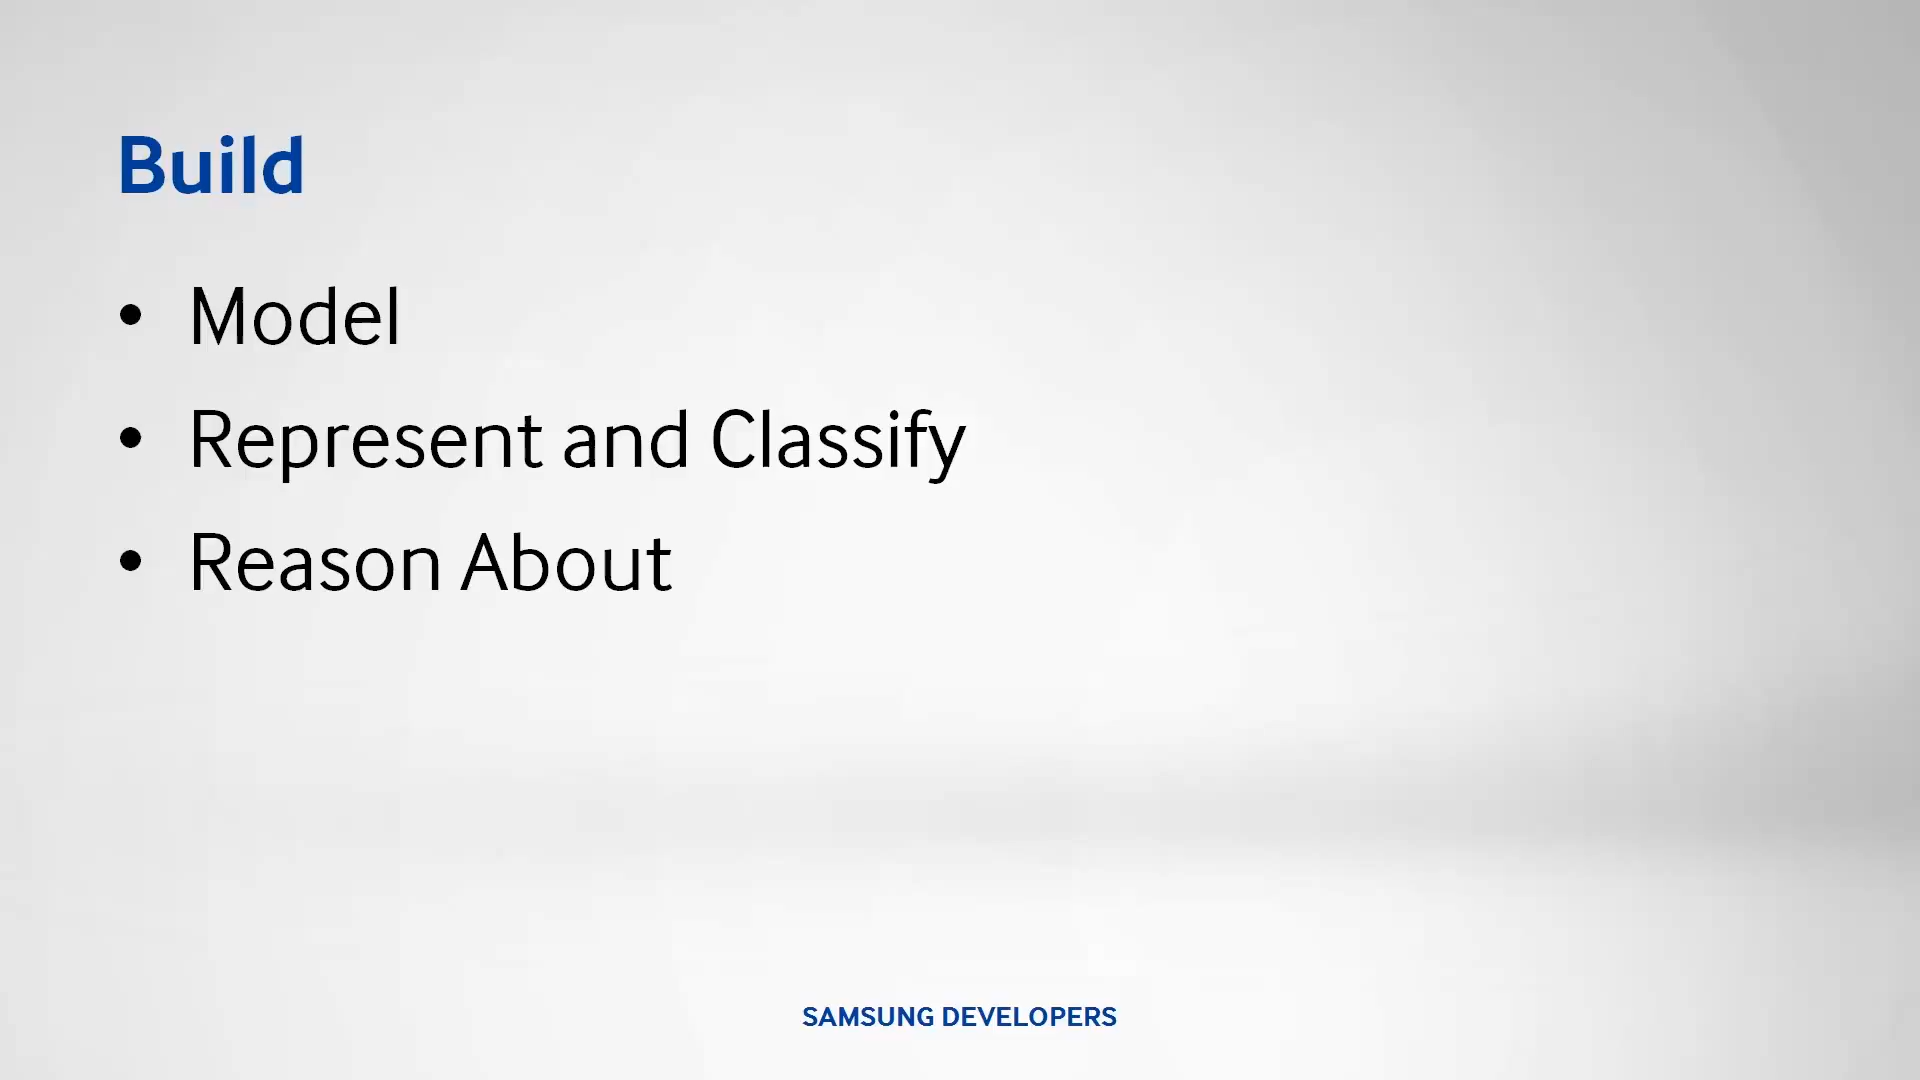 Build
• Model
• Represent and Classify
• Reason About
SAMSUNG DEVELOPERS